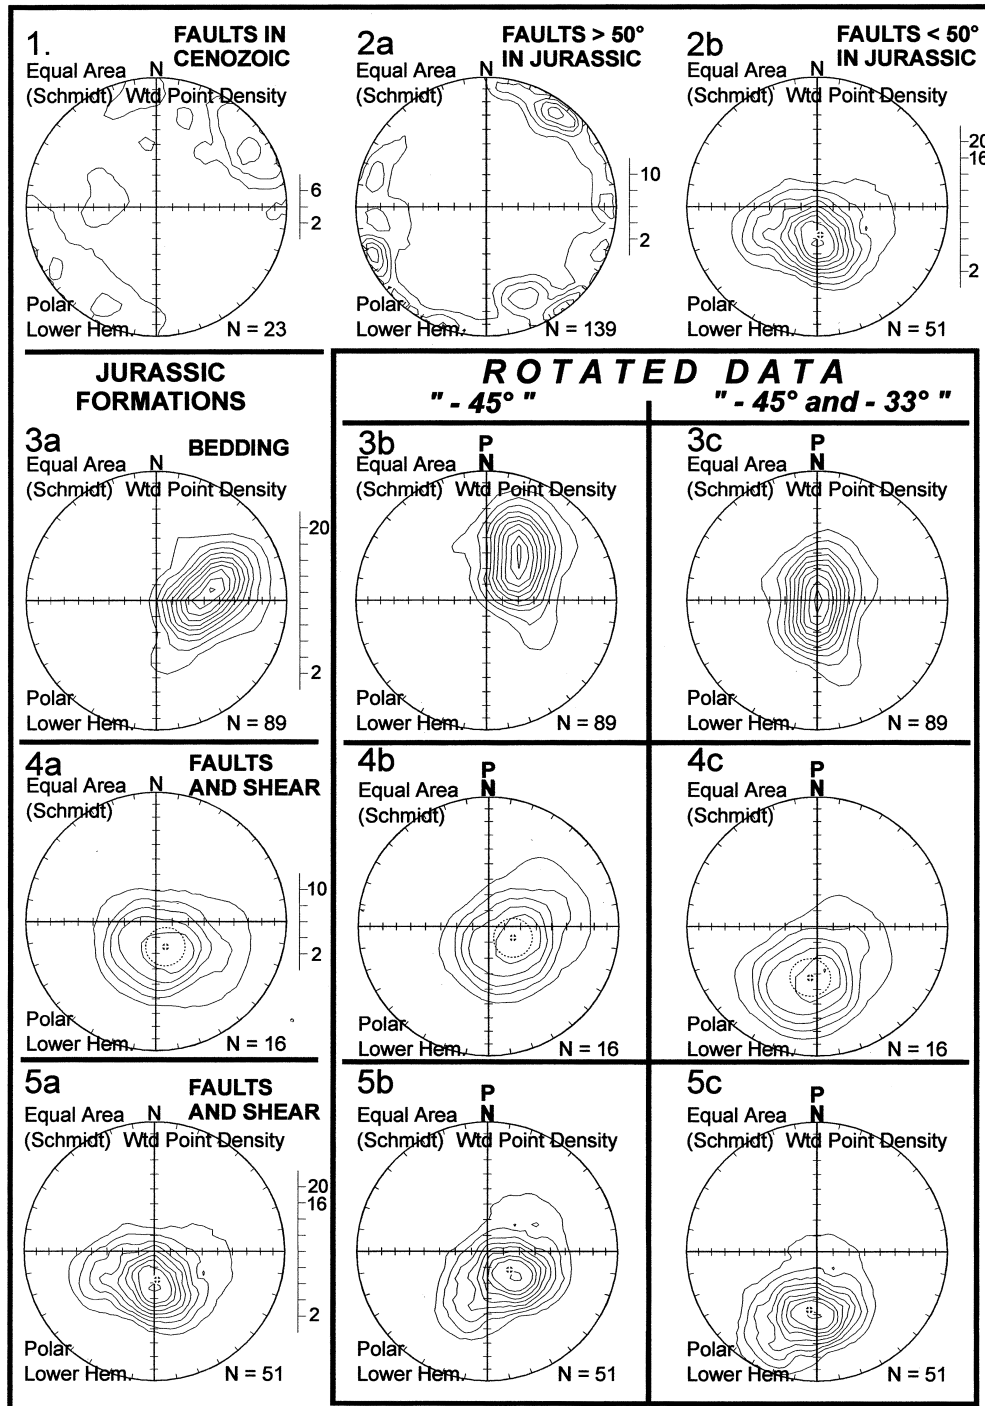 1.
FAULTS IN
CENOZOIC
Equal Area
N
(Schmidt) Wtd Point Density
6
2
Polar
Lower Hem.
N = 23
2a
FAULTS > 50°
IN JURASSIC
Equal Area
N
(Schmidt)
10
2
Polar
Lower Hem.
N = 139
2b
FAULTS < 50°
IN JURASSIC
Equal Area
N
(Schmidt) Wtd Point Density
20
16
2
Polar
Lower Hem.
N = 51
JURASSIC
FORMATIONS
ROTATED DATA
" - 45° "
" - 45° and - 33° "
3a
BEDDING
Equal Area
N
(Schmidt) Wtd Point Density
20
2
Polar
Lower Hem.
N = 89
3b
P
Equal Area
N
(Schmidt) Wtd Point Density
Polar
Lower Hem.
N = 89
3c
P
Equal Area
N
(Schmidt) Wtd Point Density
Polar
Lower Hem.
N = 89
4a
FAULTS
AND SHEAR
Equal Area
N
(Schmidt)
10
2
Polar
Lower Hem.
N = 16
4b
P
Equal Area
N
(Schmidt)
Polar
Lower Hem.
N = 16
4c
P
Equal Area
N
(Schmidt)
Polar
Lower Hem.
N = 16
5a
FAULTS
AND SHEAR
Equal Area
N
(Schmidt) Wtd Point Density
20
16
2
Polar
Lower Hem.
N = 51
5b
P
Equal Area
N
(Schmidt) Wtd Point Density
Polar
Lower Hem.
N = 51
5c
P
Equal Area
N
(Schmidt) Wtd Point Density
Polar
Lower Hem.
N = 51